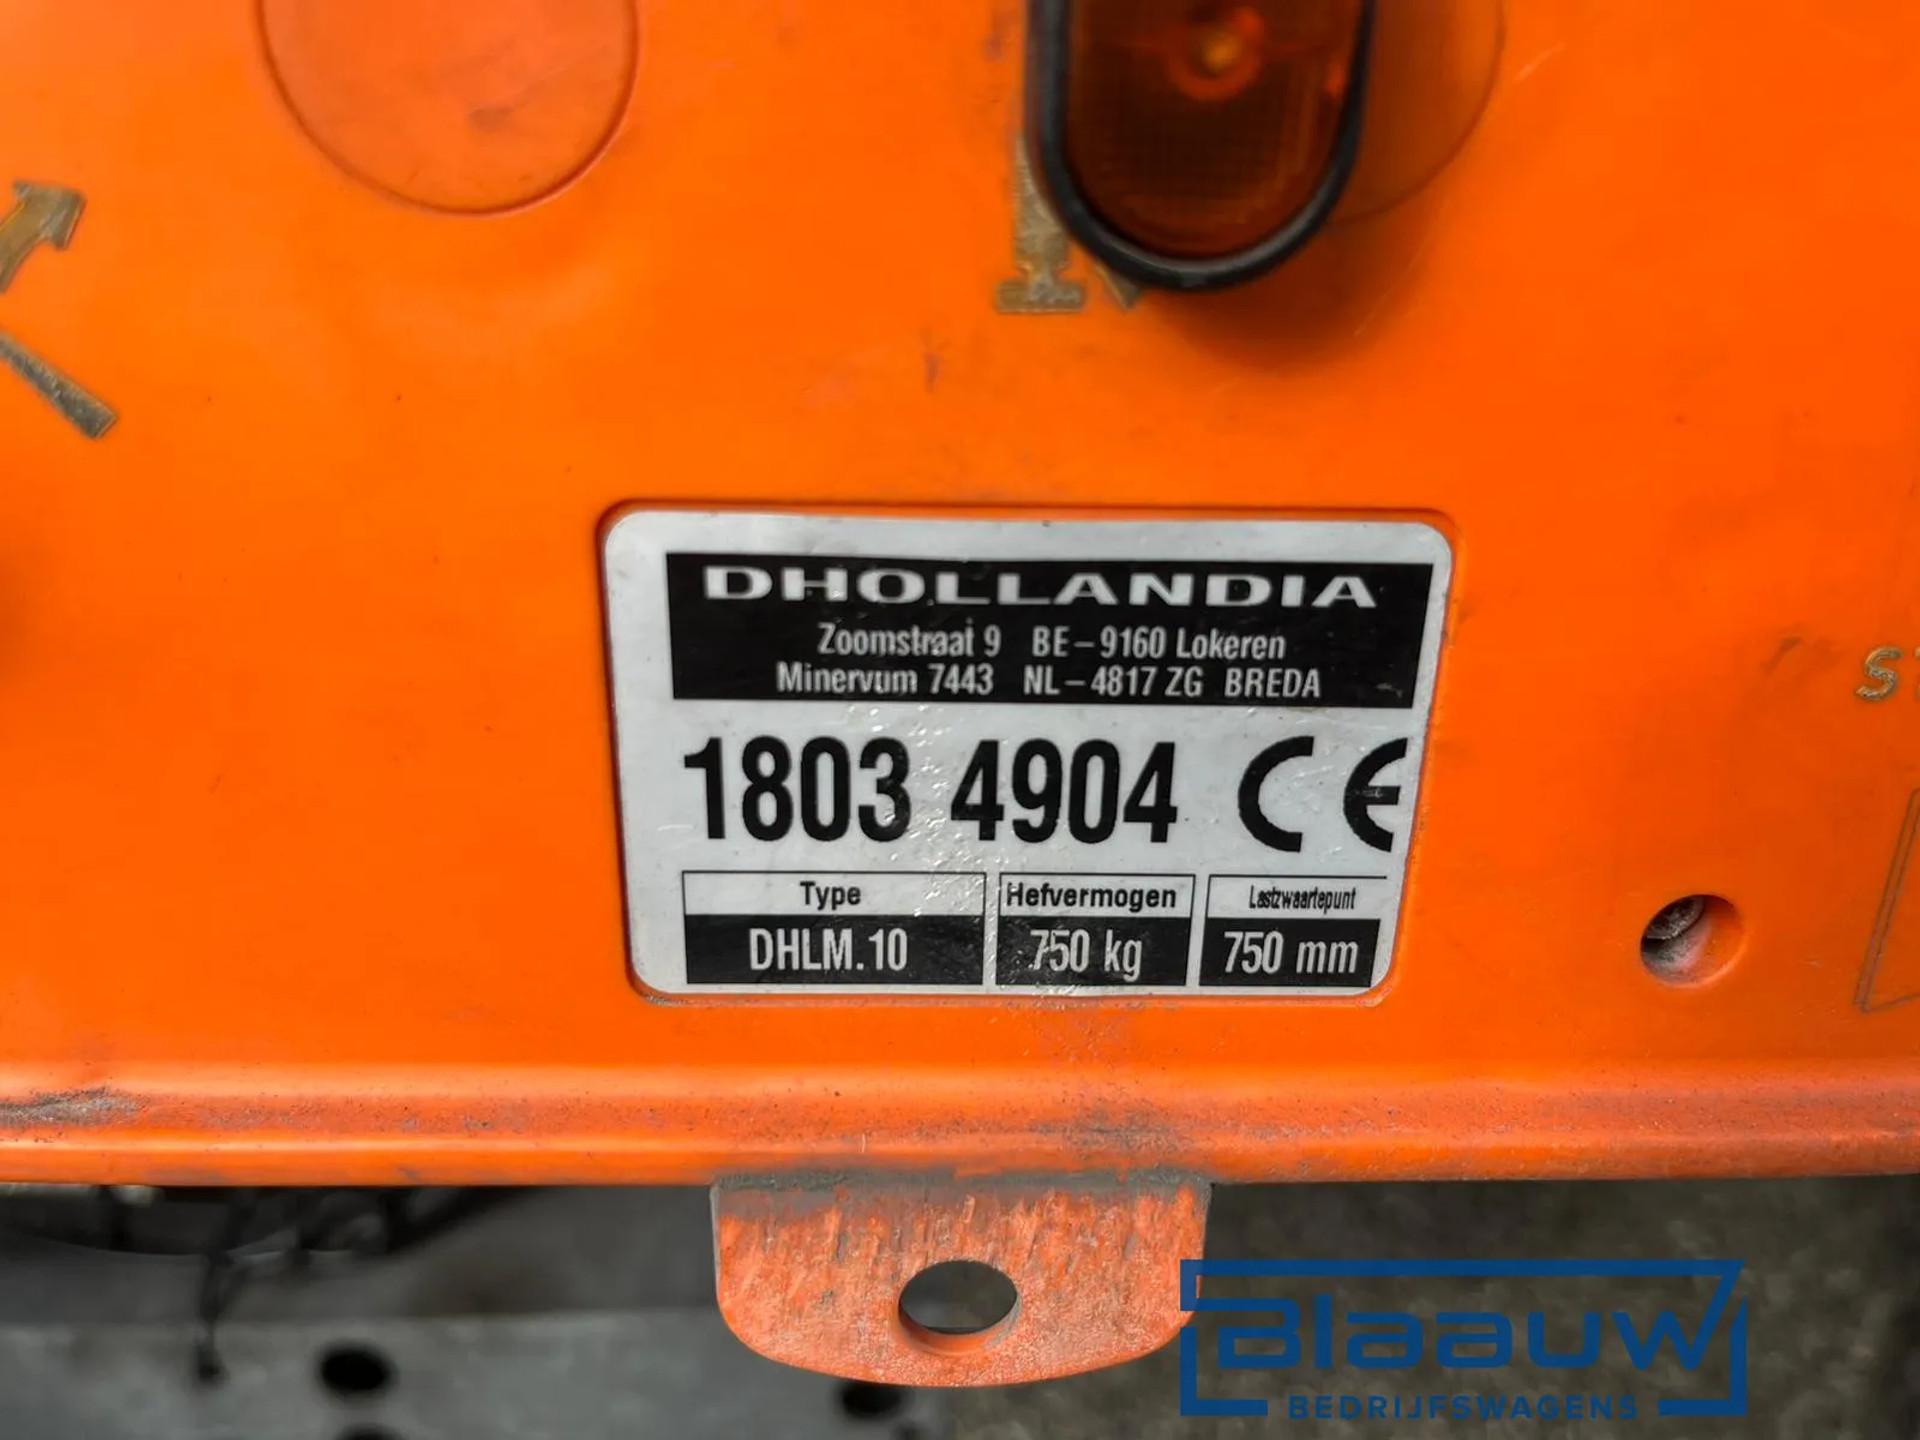 DHOLLANDIA
Zoomstraat 9 BE-9160 Lokeren
Minervum 7443 NL-4817 ZG BREDA
1803 4904 CE
Type Hefvermogen Lastzwaartepunt
DHLM.10 750 kg 750 mm
Blaauw
BEDRIJFSWAGENS